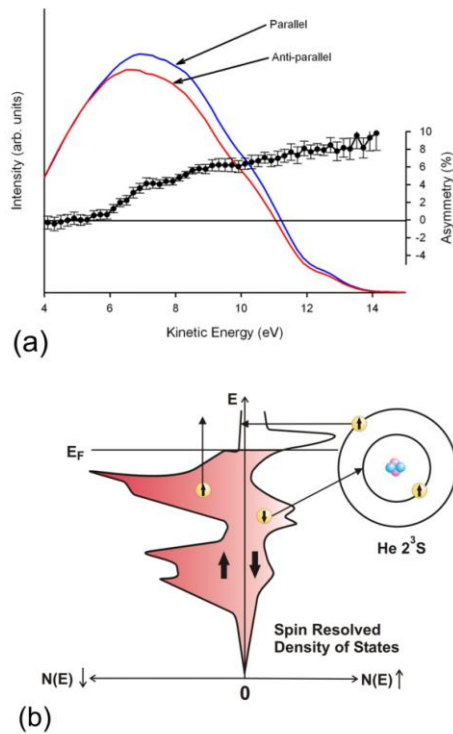 Parallel
Anti-parallel
Intensity (arb. units)
10
8
6
4
2
0
-2
-4
Asymmetry (%)
4 6 8 10 12 14
Kinetic Energy (eV)
(a)
E
E_F
He 2³S
Spin Resolved
Density of States
N(E) ↓ 0 N(E) ↑
(b)